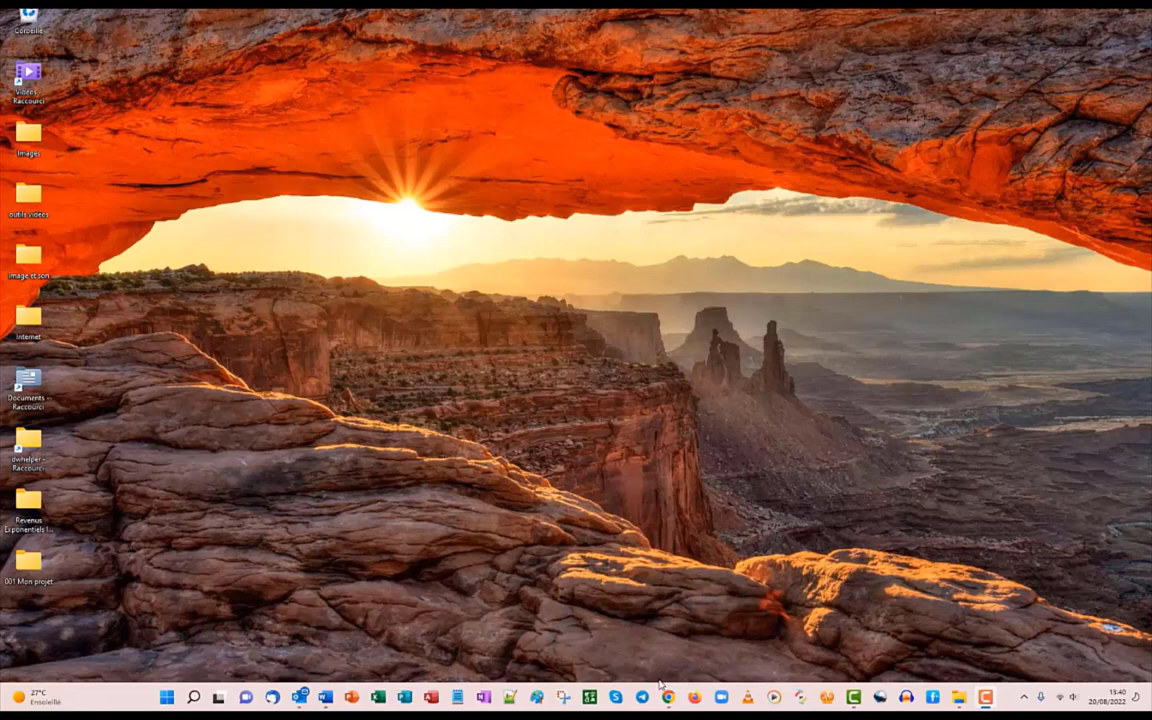 Corbeille
Vidéos -
Raccourci
Images
outils vidéos
image et son
Internet
Documents -
Raccourci
dwhelper -
Raccourci
Revenus
Exponentiels I...
001 Mon projet
27°C
Ensoleillé
13:40
20/08/2022